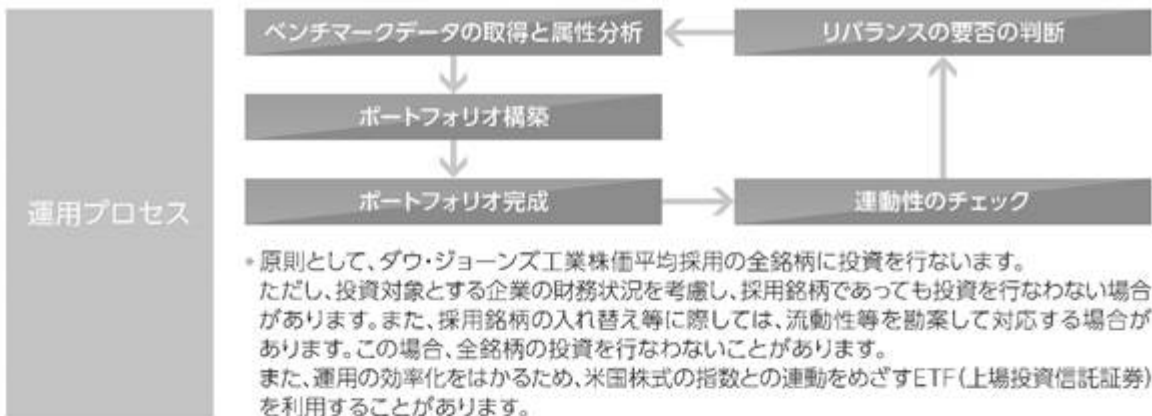 運用プロセス
ベンチマークデータの取得と属性分析
リバランスの要否の判断
ポートフォリオ構築
ポートフォリオ完成
連動性のチェック
*原則として、ダウ・ジョーンズ工業株価平均採用の全銘柄に投資を行ないます。
ただし、投資対象とする企業の財務状況を考慮し、採用銘柄であっても投資を行なわない場合
があります。また、採用銘柄の入れ替え等に際しては、流動性等を勘案して対応する場合が
あります。この場合、全銘柄の投資を行なわないことがあります。
また、運用の効率化をはかるため、米国株式の指数との連動をめざすETF(上場投資信託証券)
を利用することがあります。